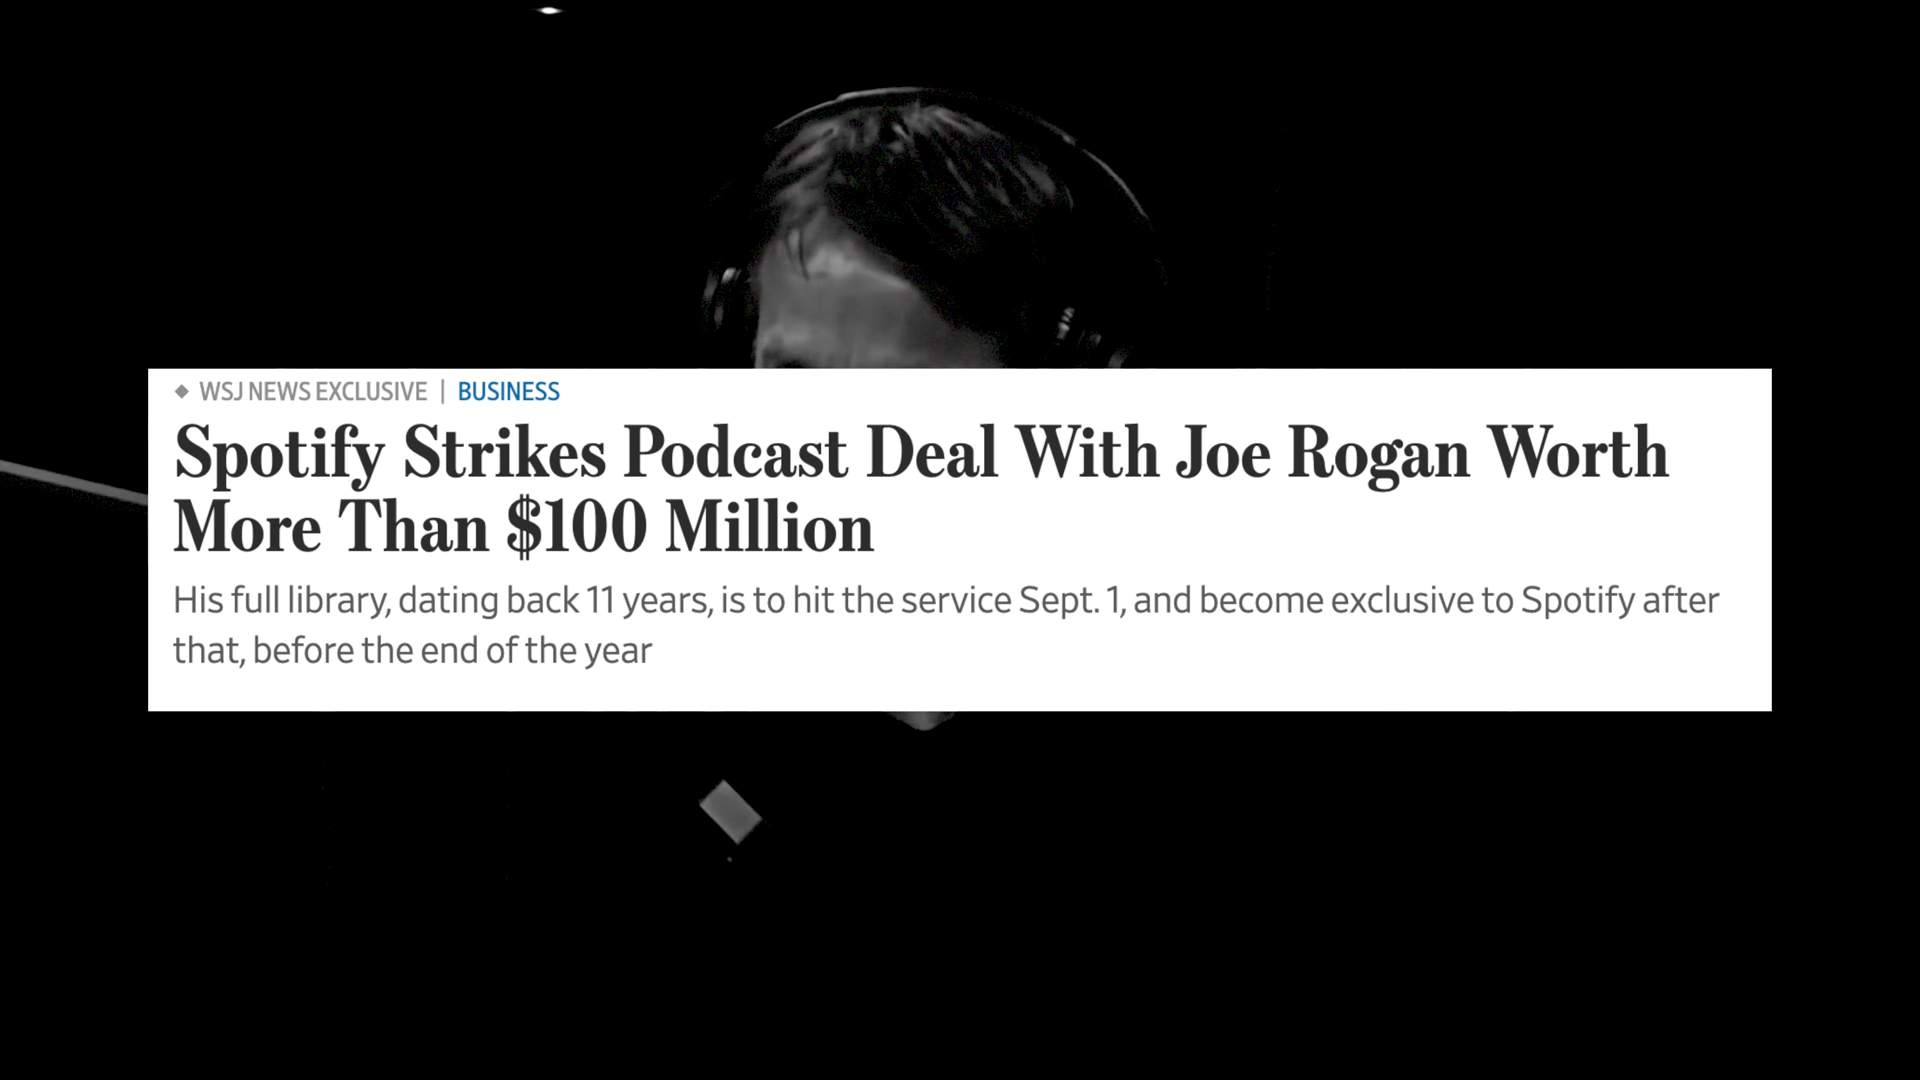 ◆ WSJ NEWS EXCLUSIVE | BUSINESS
Spotify Strikes Podcast Deal With Joe Rogan Worth
More Than $100 Million
His full library, dating back 11 years, is to hit the service Sept. 1, and become exclusive to Spotify after
that, before the end of the year